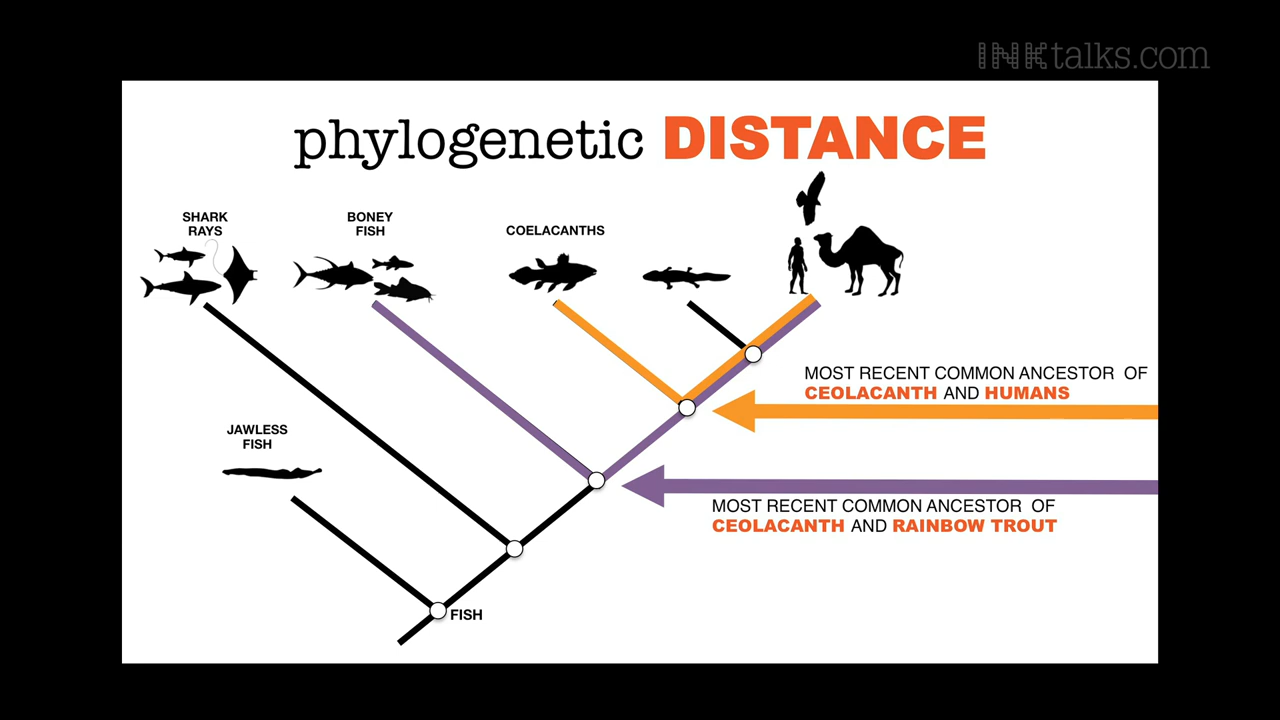 INKtalks.com
phylogenetic DISTANCE
SHARK
RAYS
BONEY
FISH
COELACANTHS
MOST RECENT COMMON ANCESTOR OF
CEOLACANTH AND HUMANS
JAWLESS
FISH
MOST RECENT COMMON ANCESTOR OF
CEOLACANTH AND RAINBOW TROUT
FISH